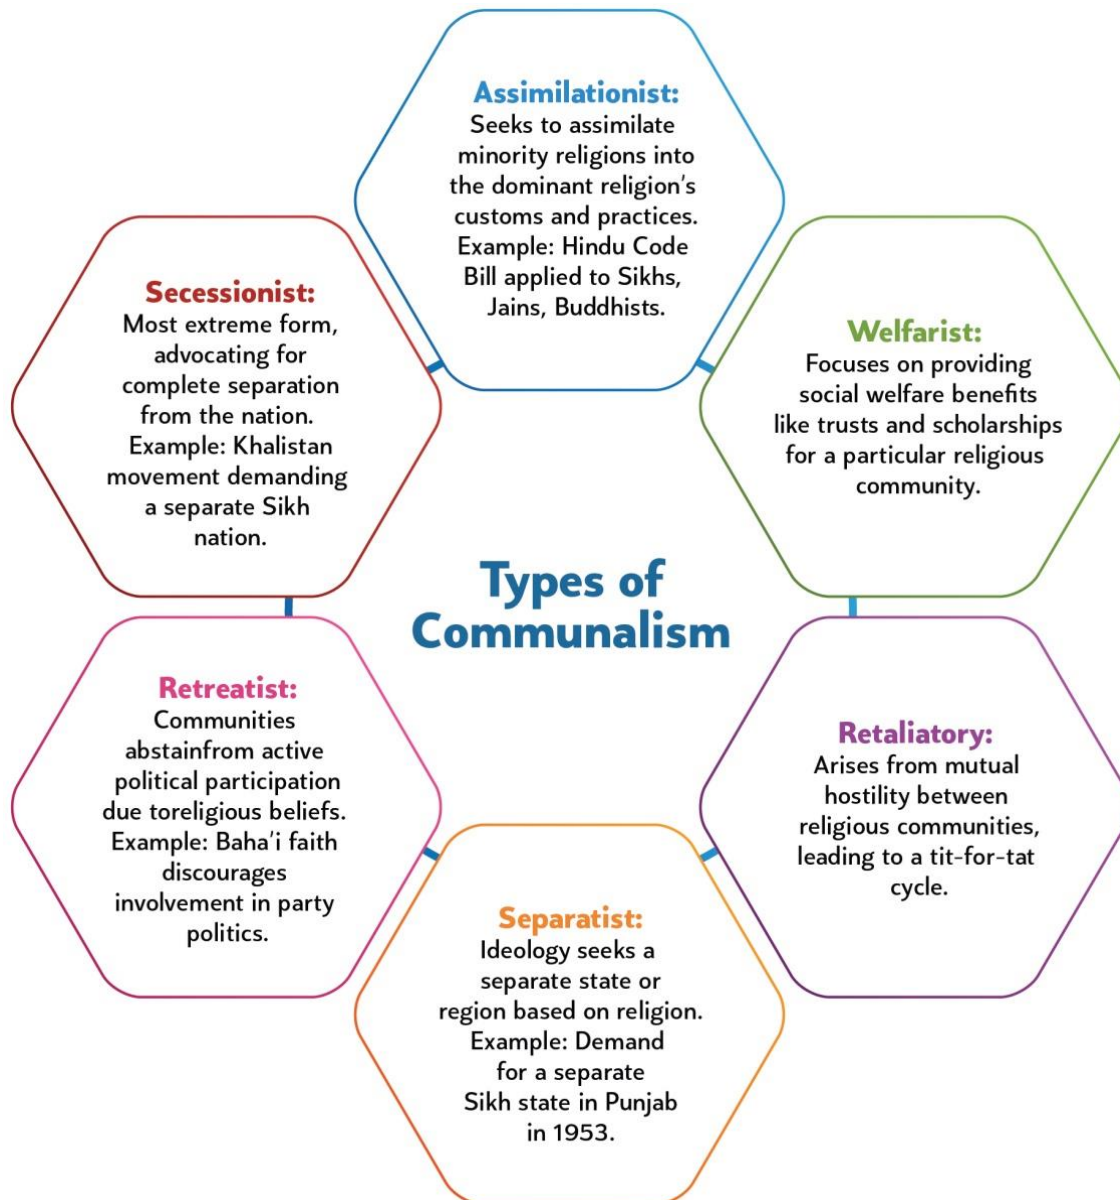 Assimilationist:
Seeks to assimilate
minority religions into
the dominant religion's
customs and practices.
Example: Hindu Code
Bill applied to Sikhs,
Jains, Buddhists.
Welfarist:
Focuses on providing
social welfare benefits
like trusts and scholarships
for a particular religious
community.
Retaliatory:
Arises from mutual
hostility between
religious communities,
leading to a tit-for-tat
cycle.
Separatist:
Ideology seeks a
separate state or
region based on religion.
Example: Demand
for a separate
Sikh state in Punjab
in 1953.
Retreatist:
Communities
abstainfrom active
political participation
due toreligious beliefs.
Example: Baha'i faith
discourages
involvement in party
politics.
Secessionist:
Most extreme form,
advocating for
complete separation
from the nation.
Example: Khalistan
movement demanding
a separate Sikh
nation.
Types of
Communalism